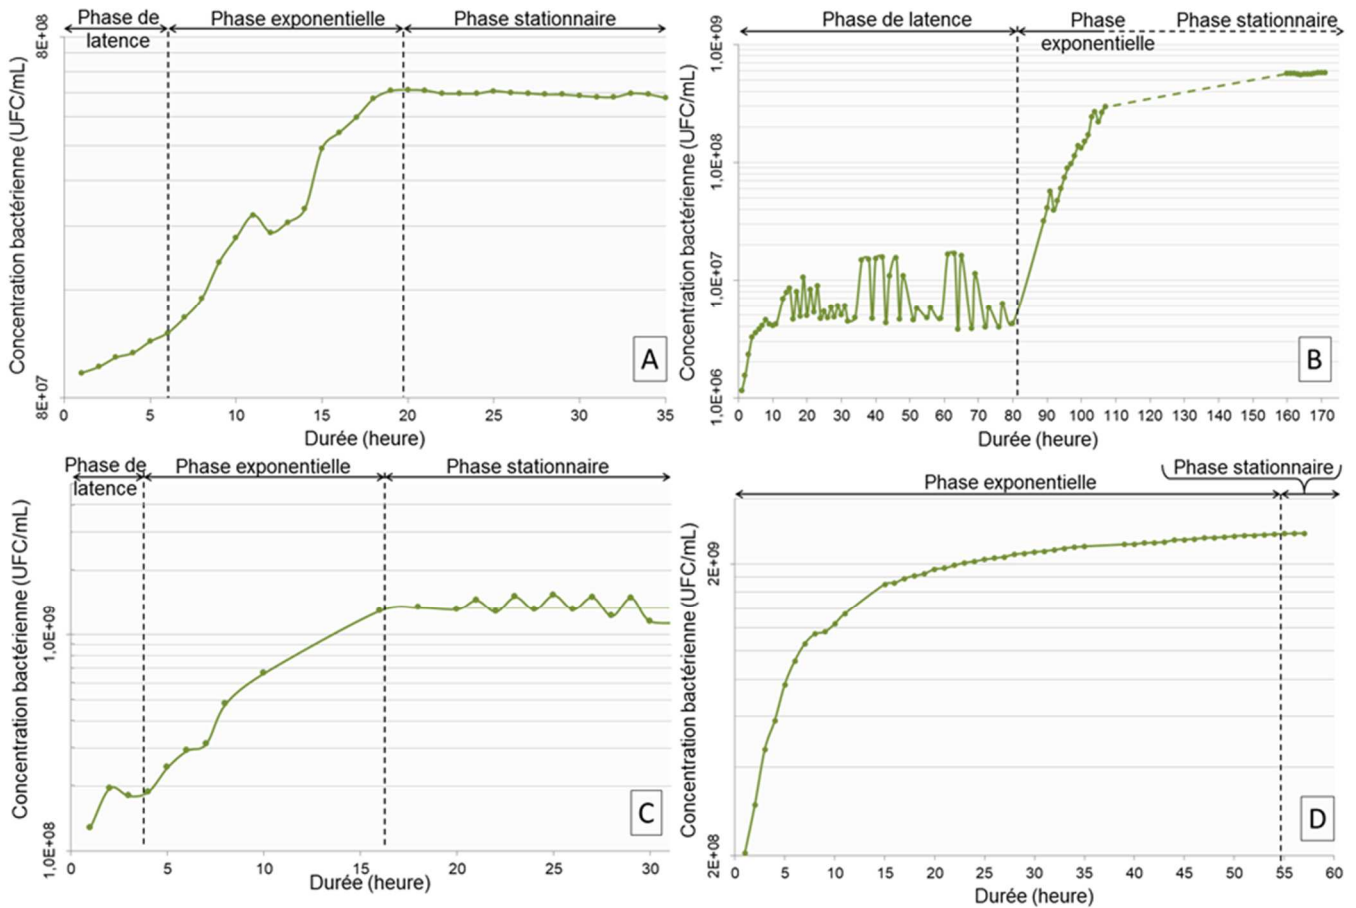 Phase de
latence
Phase exponentielle
Phase stationnaire
Concentration bactérienne (UFC/mL)
8E+08
8E+07
0 5 10 15 20 25 30 35
Durée (heure)
A
Phase de latence
Phase
exponentielle
Phase stationnaire
Concentration bactérienne (UFC/mL)
1,0E+09
1,0E+08
1,0E+07
1,0E+06
0 10 20 30 40 50 60 70 80 90 100 110 120 130 140 150 160 170
Durée (heure)
B
Phase de
latence
Phase exponentielle
Phase stationnaire
Concentration bactérienne (UFC/mL)
1,0E+09
1,0E+08
0 5 10 15 20 25 30
Durée (heure)
C
Phase exponentielle
Phase stationnaire
Concentration bactérienne (UFC/mL)
2E+09
2E+08
0 5 10 15 20 25 30 35 40 45 50 55 60
Durée (heure)
D